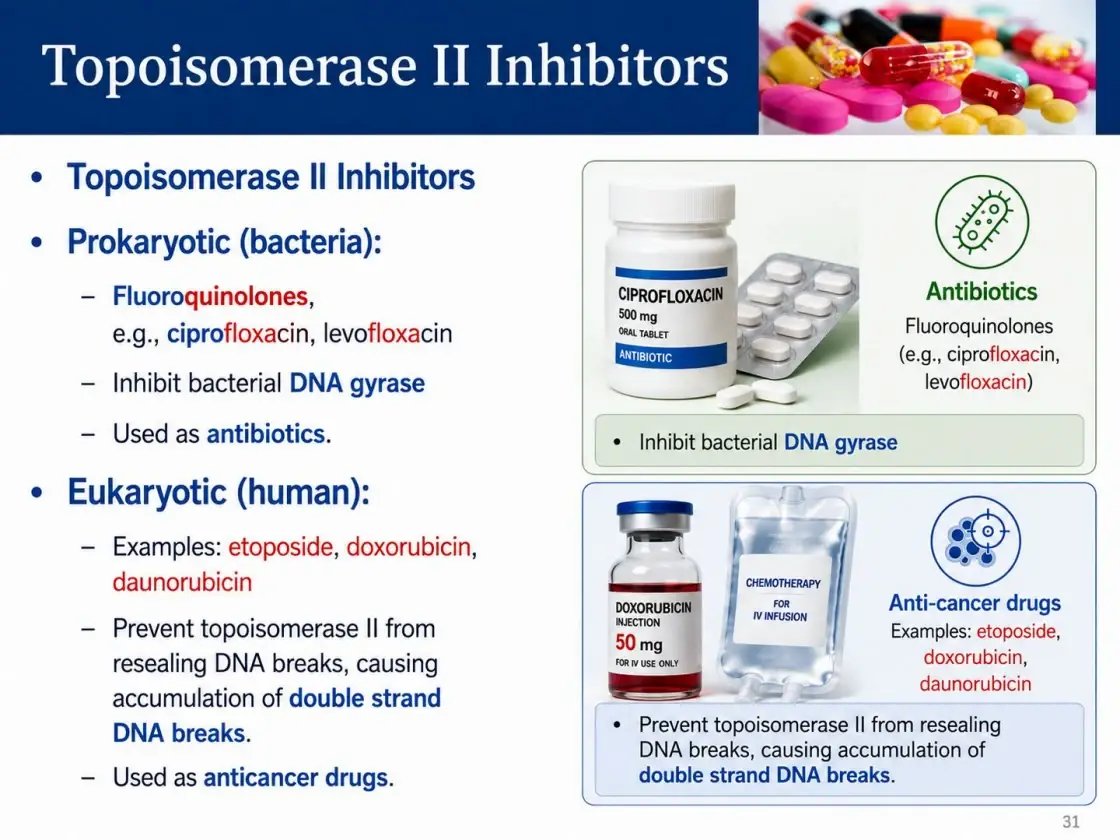 Topoisomerase II Inhibitors
• Topoisomerase II Inhibitors
• Prokaryotic (bacteria):
– Fluoroquinolones,
e.g., ciprofloxacin, levofloxacin
– Inhibit bacterial DNA gyrase
– Used as antibiotics.
• Eukaryotic (human):
– Examples: etoposide, doxorubicin,
daunorubicin
– Prevent topoisomerase II from
resealing DNA breaks, causing
accumulation of double strand
DNA breaks.
– Used as anticancer drugs.
CIPROFLOXACIN
500 mg
ORAL TABLET
ANTIBIOTIC
Antibiotics
Fluoroquinolones
(e.g., ciprofloxacin,
levofloxacin)
• Inhibit bacterial DNA gyrase
DOXORUBICIN
INJECTION
50 mg
FOR IV USE ONLY
CHEMOTHERAPY
FOR
IV INFUSION
Anti-cancer drugs
Examples: etoposide,
doxorubicin,
daunorubicin
• Prevent topoisomerase II from resealing
DNA breaks, causing accumulation of
double strand DNA breaks.
31